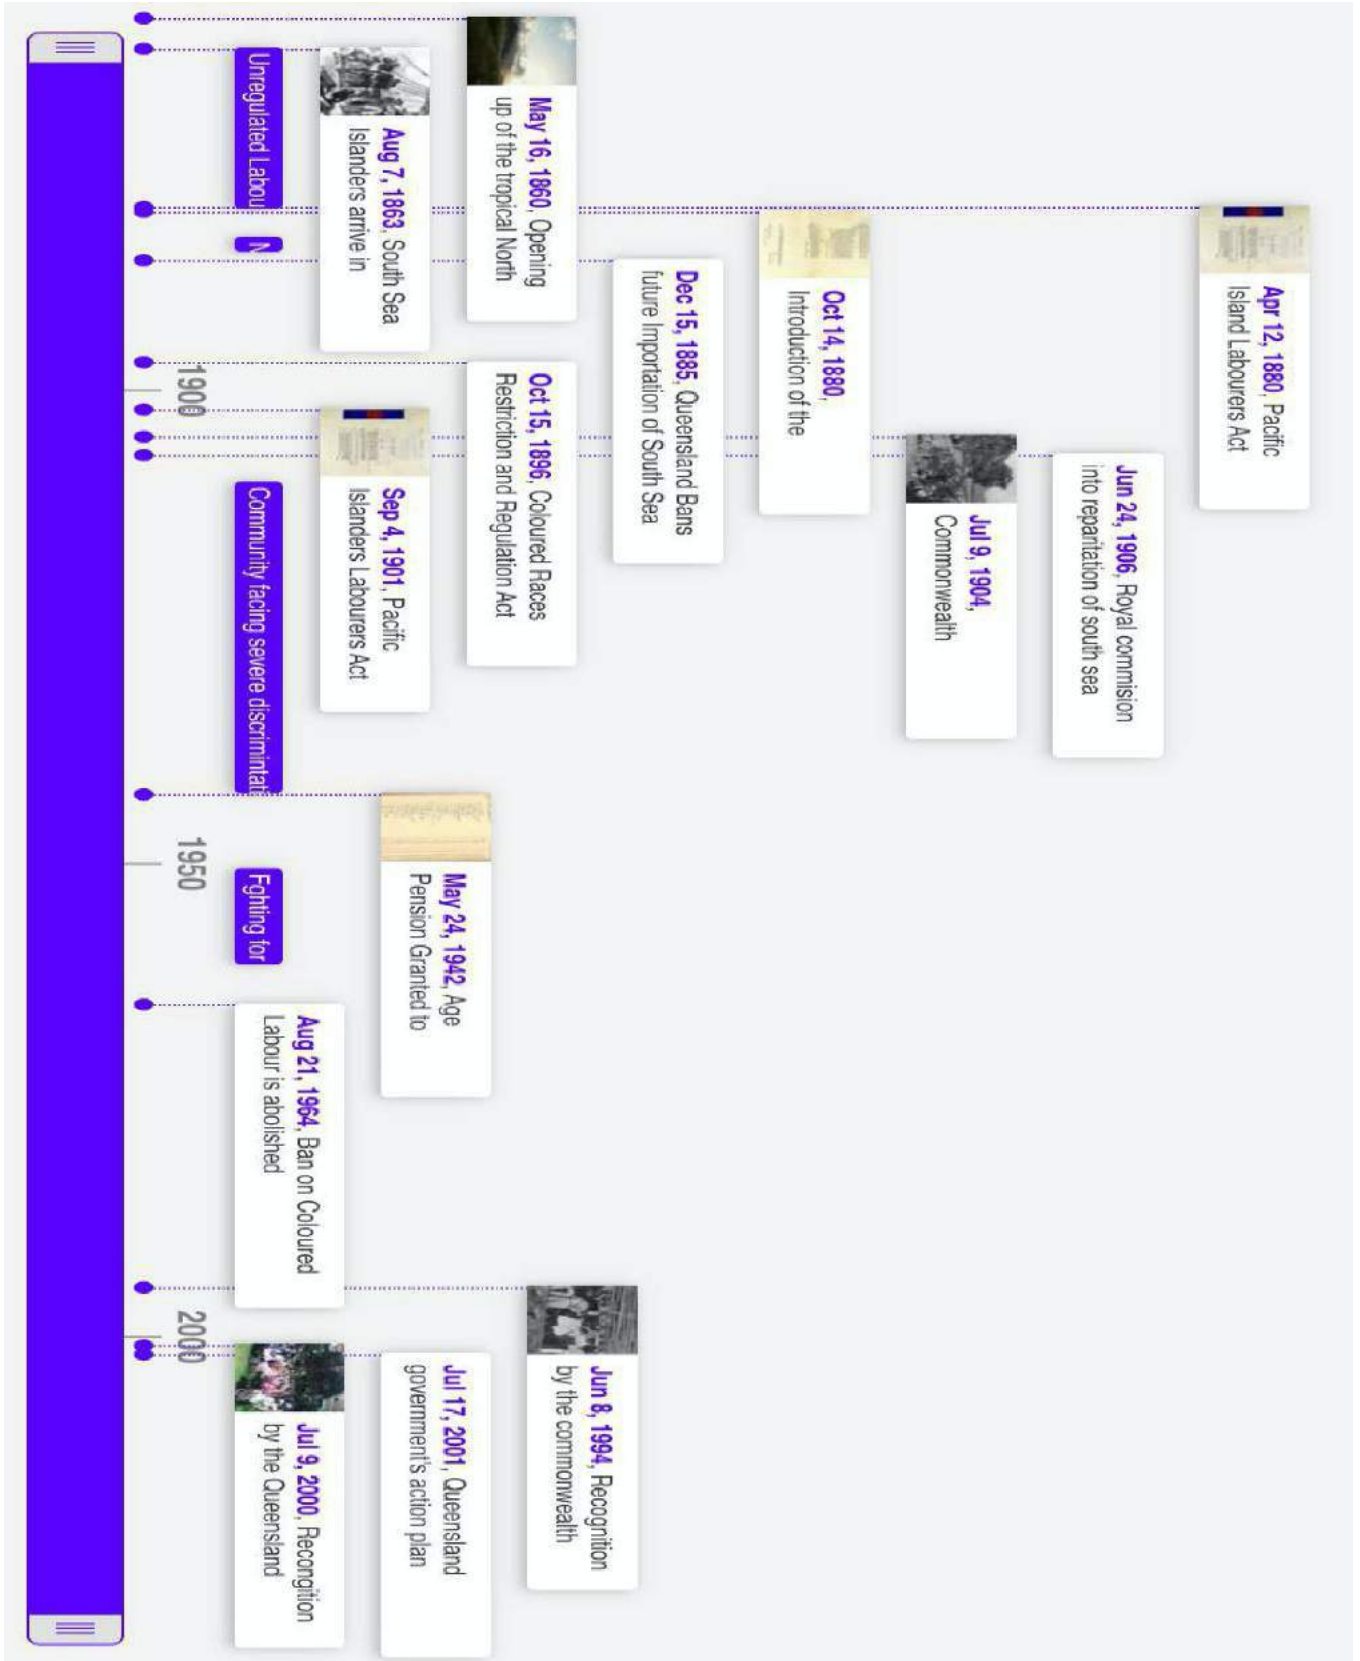 Apr 12, 1880, Pacific
Island Labourers Act
Jun 24, 1906, Royal commision
into reparitation of south sea
Jul 9, 1904,
Commonwealth
Oct 14, 1880,
Introduction of the
Dec 15, 1885, Queensland Bans
future Importation of South Sea
Jun 8, 1994, Recognition
by the commonwealth
May 16, 1860, Opening
up of the tropical North
Oct 15, 1896, Coloured Races
Restriction and Regulation Act
May 24, 1942, Age
Pension Granted to
Jul 17, 2001, Queensland
government's action plan
Aug 7, 1863, South Sea
Islanders arrive in
Sep 4, 1901, Pacific
Islanders Labourers Act
Aug 21, 1964, Ban on Coloured
Labour is abolished
Jul 9, 2000, Recongition
by the Queensland
Unregulated Labou
N
Community facing severe discrimintat
Fghting for
1900
1950
2000